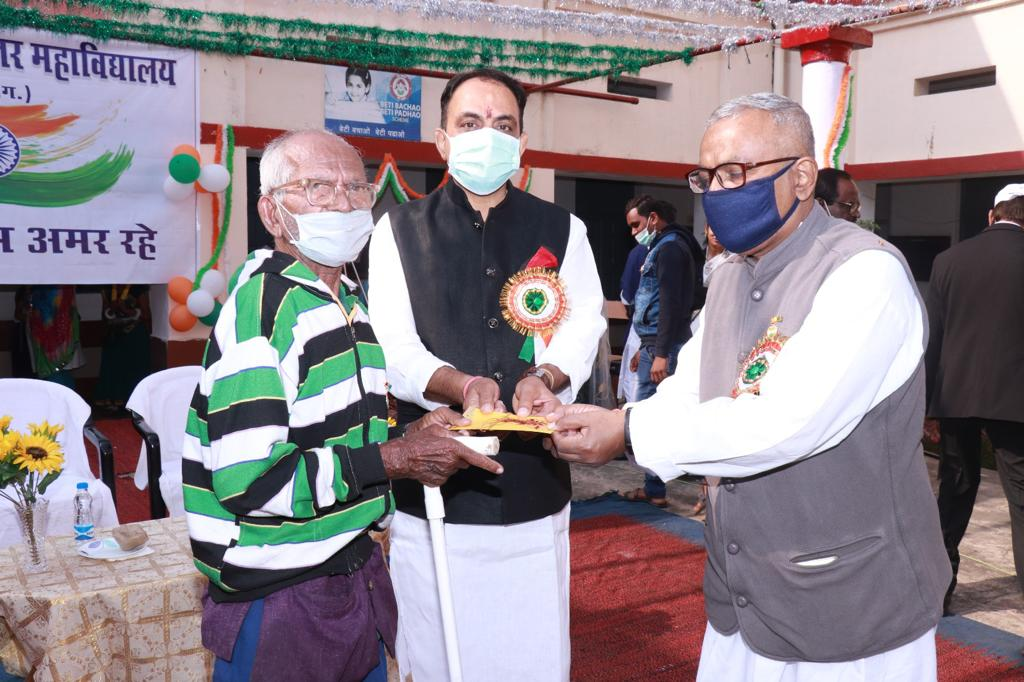 र महाविद्यालय
ग.)
अमर रहे
BETI BACHAO
BETI PADHAO
SCHEME
बेटी बचाओ बेटी पढाओ